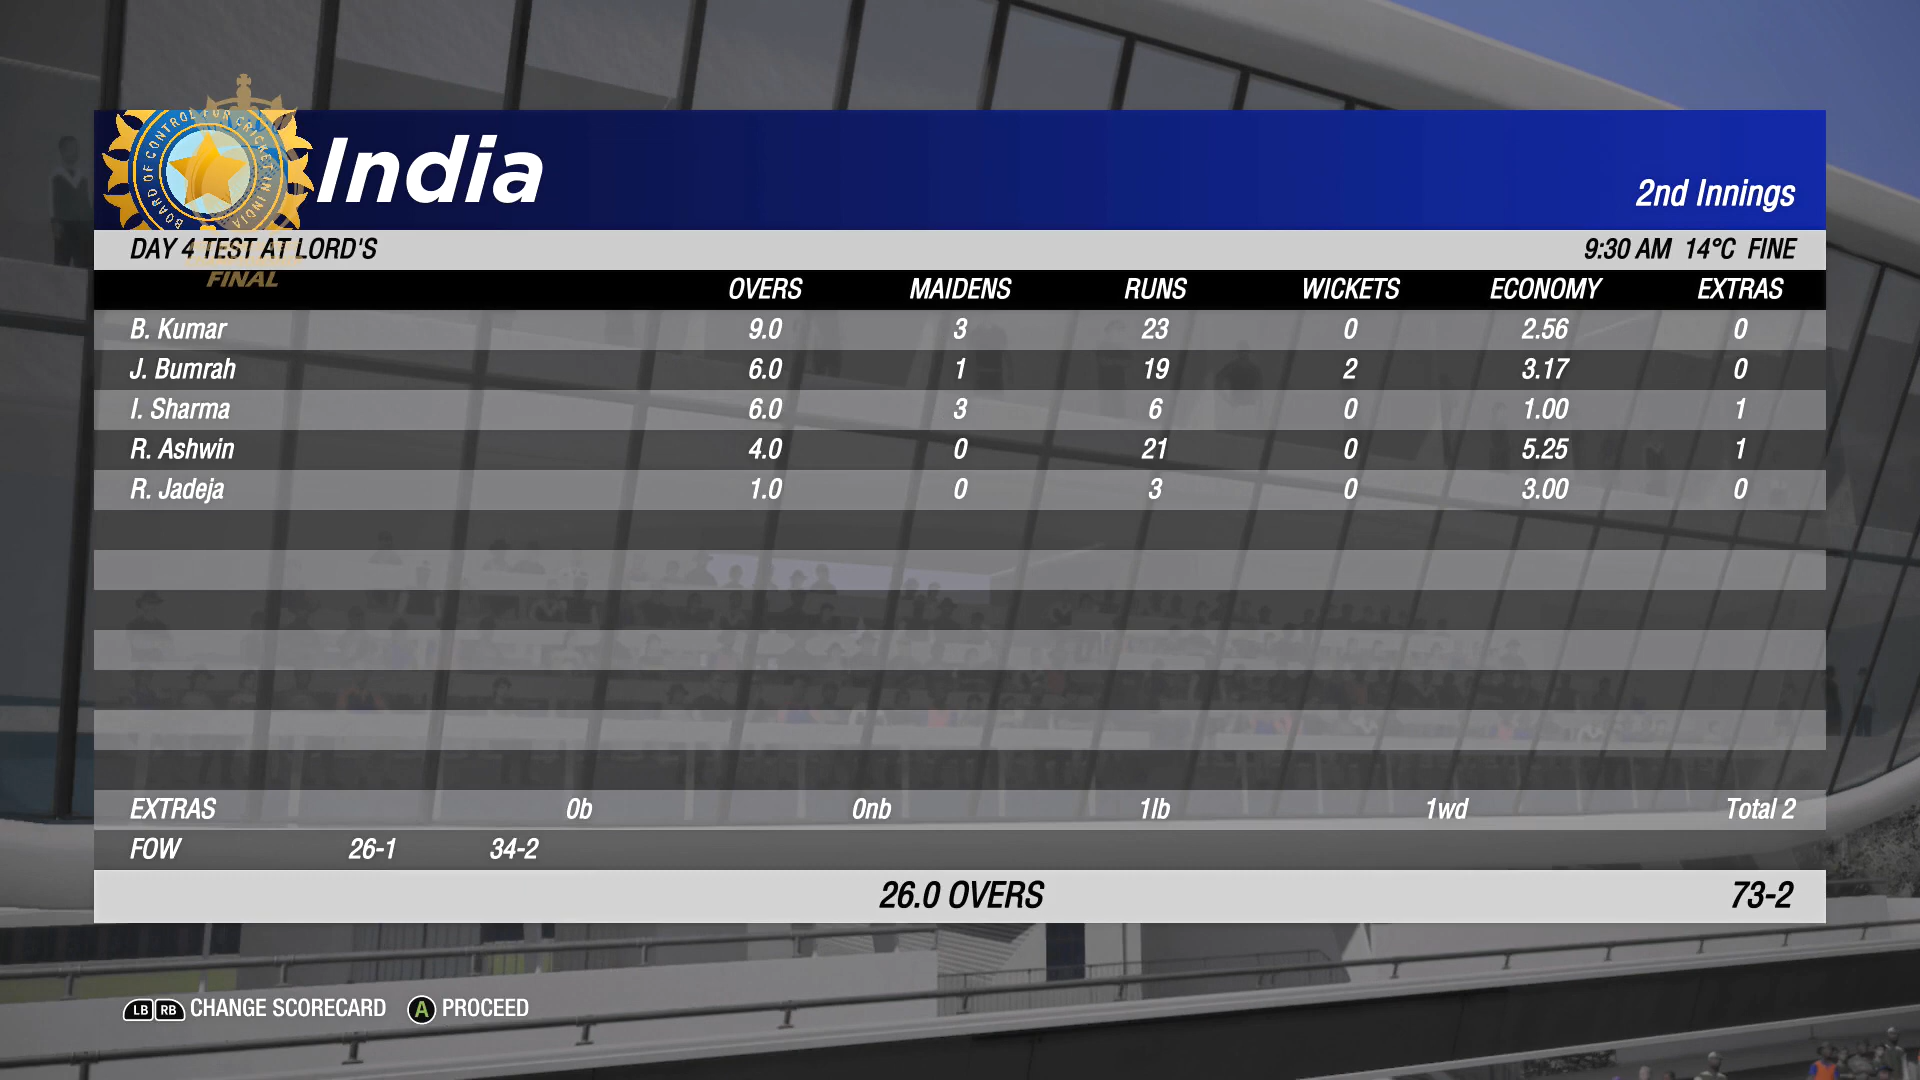 BOARD OF CONTROL FOR CRICKET IN INDIA
India
2nd Innings
DAY 4 TEST AT LORD'S 9:30 AM 14°C FINE
FINAL
OVERS MAIDENS RUNS WICKETS ECONOMY EXTRAS
B. Kumar 9.0 3 23 0 2.56 0
J. Bumrah 6.0 1 19 2 3.17 0
I. Sharma 6.0 3 6 0 1.00 1
R. Ashwin 4.0 0 21 0 5.25 1
R. Jadeja 1.0 0 3 0 3.00 0
EXTRAS 0b 0nb 1lb 1wd Total 2
FOW 26-1 34-2
26.0 OVERS 73-2
LB RB CHANGE SCORECARD A PROCEED